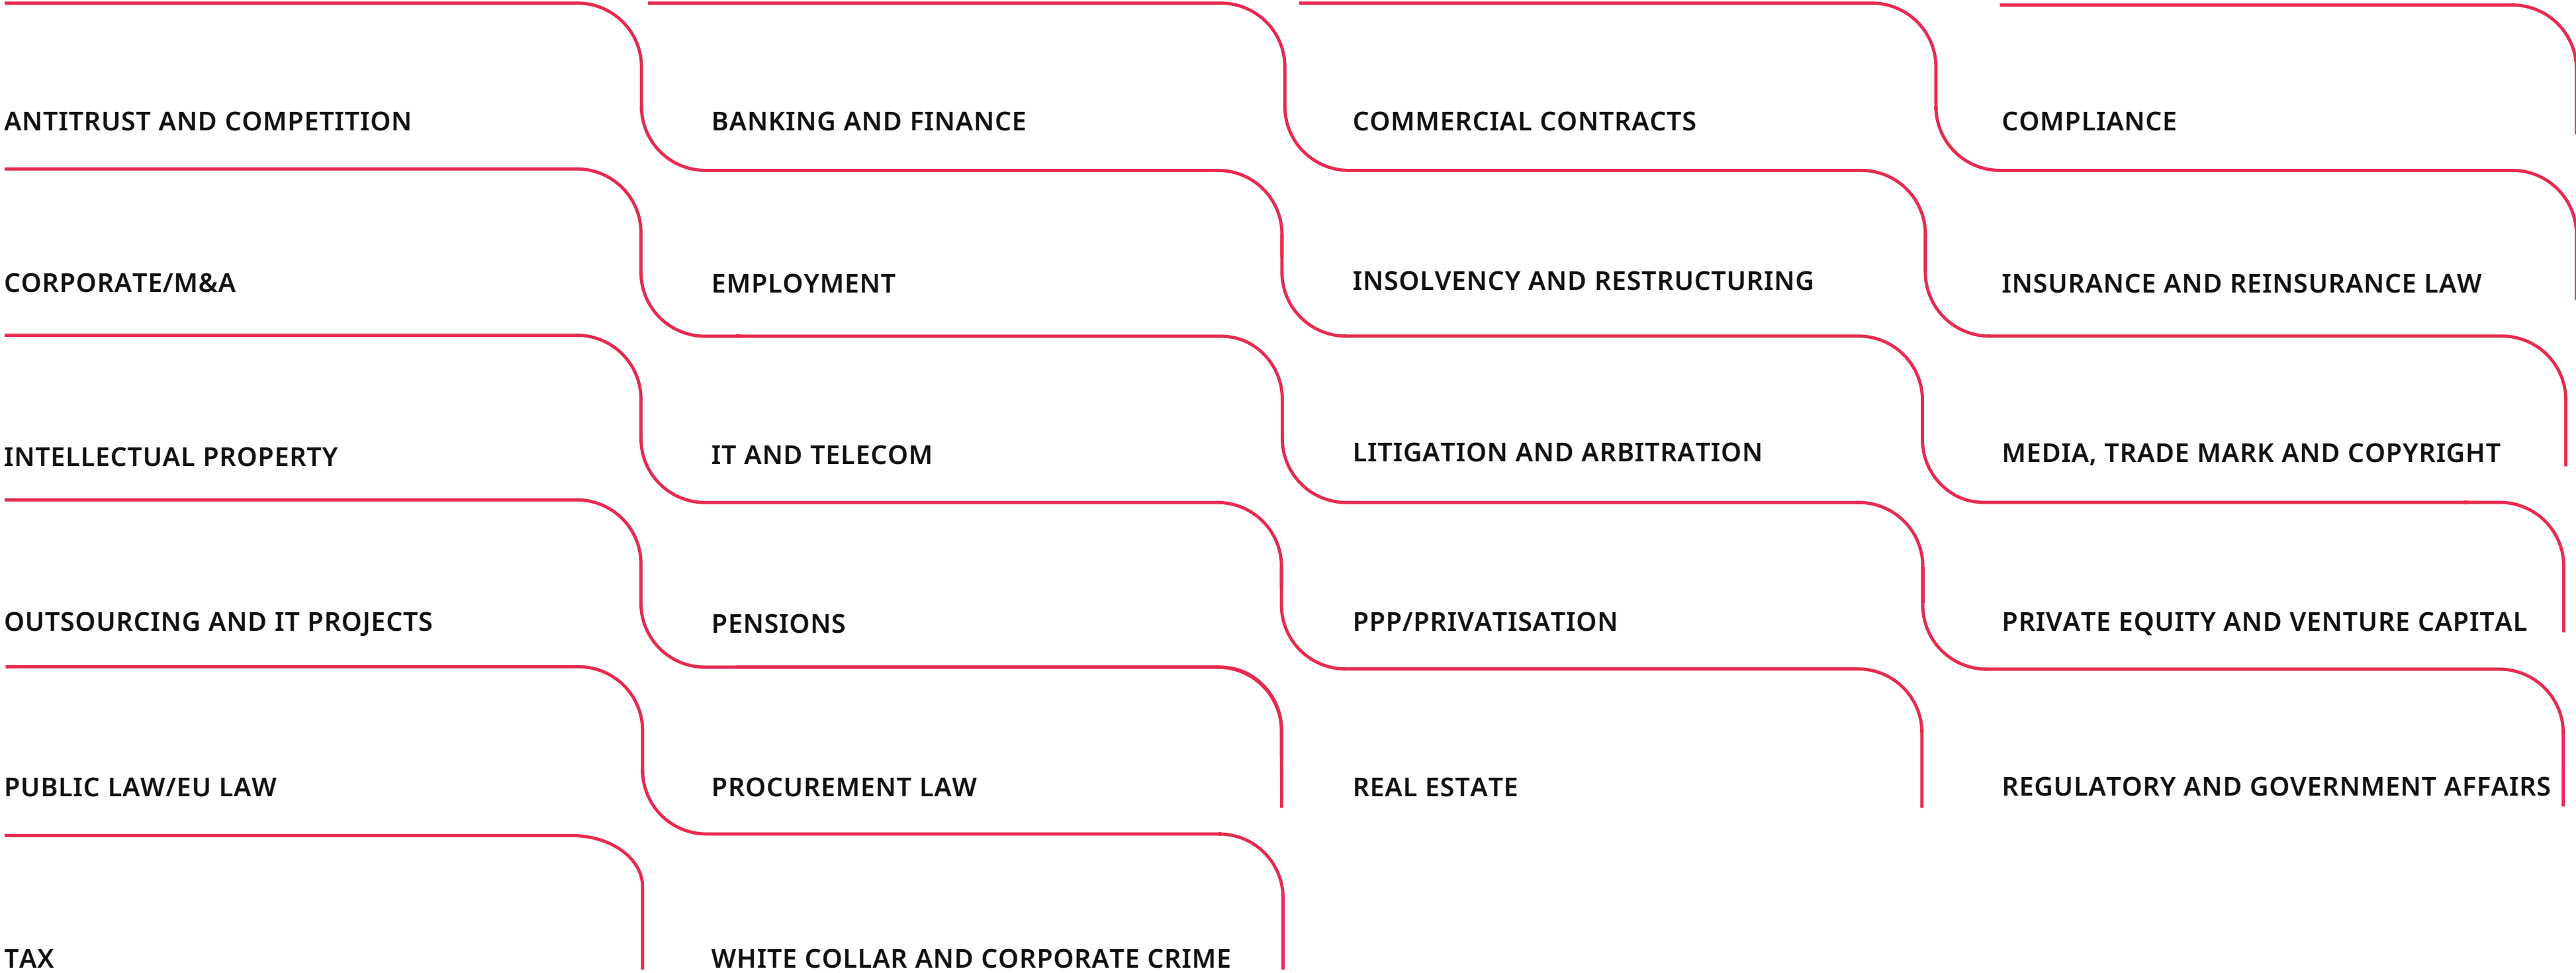 ANTITRUST AND COMPETITION
BANKING AND FINANCE
COMMERCIAL CONTRACTS
COMPLIANCE
CORPORATE/M&A
EMPLOYMENT
INSOLVENCY AND RESTRUCTURING
INSURANCE AND REINSURANCE LAW
INTELLECTUAL PROPERTY
IT AND TELECOM
LITIGATION AND ARBITRATION
MEDIA, TRADE MARK AND COPYRIGHT
OUTSOURCING AND IT PROJECTS
PENSIONS
PPP/PRIVATISATION
PRIVATE EQUITY AND VENTURE CAPITAL
PUBLIC LAW/EU LAW
PROCUREMENT LAW
REAL ESTATE
REGULATORY AND GOVERNMENT AFFAIRS
TAX
WHITE COLLAR AND CORPORATE CRIME